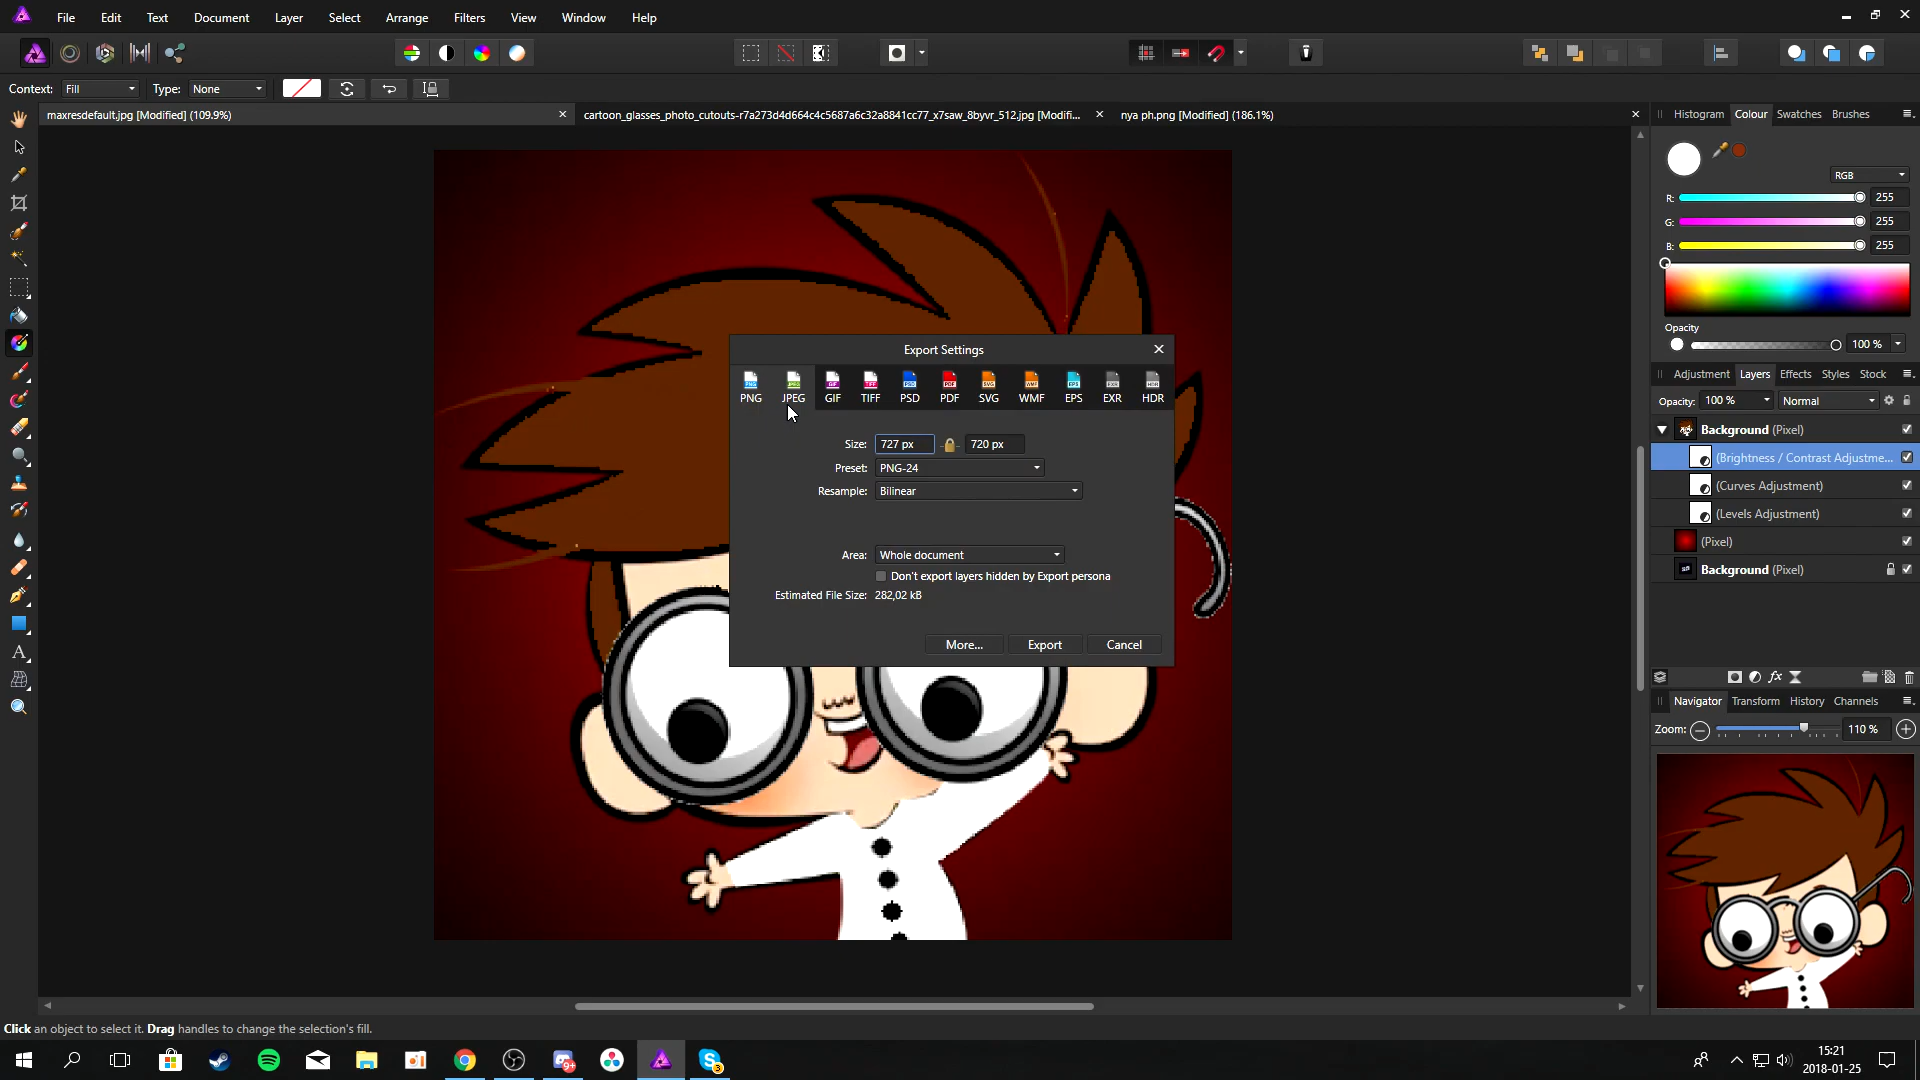 File Edit Text Document Layer Select Arrange Filters View Window Help
Context: Fill Type: None
maxresdefault.jpg [Modified] (109.9%)
cartoon_glasses_photo_cutouts-r7a273d4d664c4c5687a6c32a8841cc77_x7saw_8byvr_512.jpg [Modifi...
nya ph.png [Modified] (186.1%)
Histogram Colour Swatches Brushes
RGB
R: 255
G: 255
B: 255
Opacity
100 %
Adjustment Layers Effects Styles Stock
Opacity: 100 % Normal
Background (Pixel)
(Brightness / Contrast Adjustme...
(Curves Adjustment)
(Levels Adjustment)
(Pixel)
Background (Pixel)
Navigator Transform History Channels
Zoom: 110 %
Export Settings
PNG JPEG GIF TIFF PSD PDF SVG WMF EPS EXR HDR
Size: 727 px 720 px
Preset: PNG-24
Resample: Bilinear
Area: Whole document
Don't export layers hidden by Export persona
Estimated File Size: 282,02 kB
More... Export Cancel
Click an object to select it. Drag handles to change the selection's fill.
15:21
2018-01-25